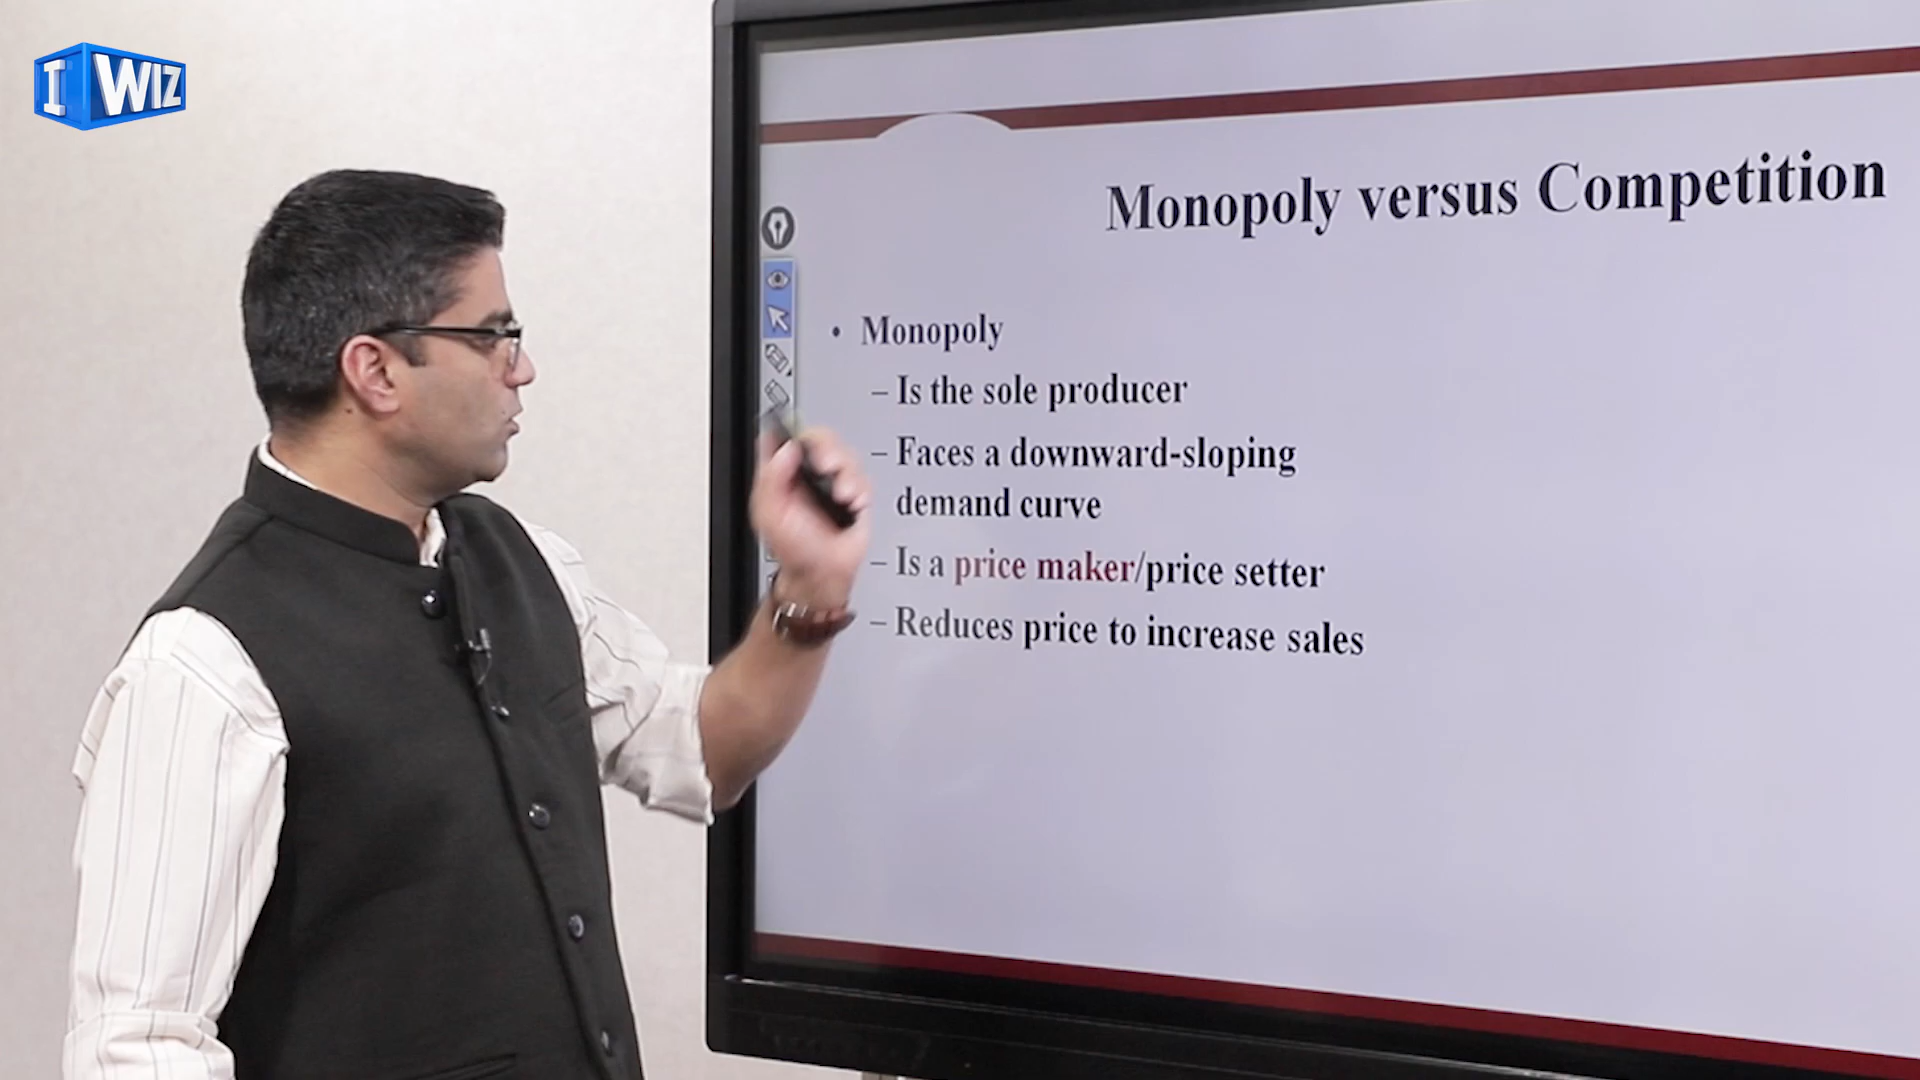 I WIZ
Monopoly versus Competition
• Monopoly
– Is the sole producer
– Faces a downward-sloping
demand curve
– Is a price maker/price setter
– Reduces price to increase sales